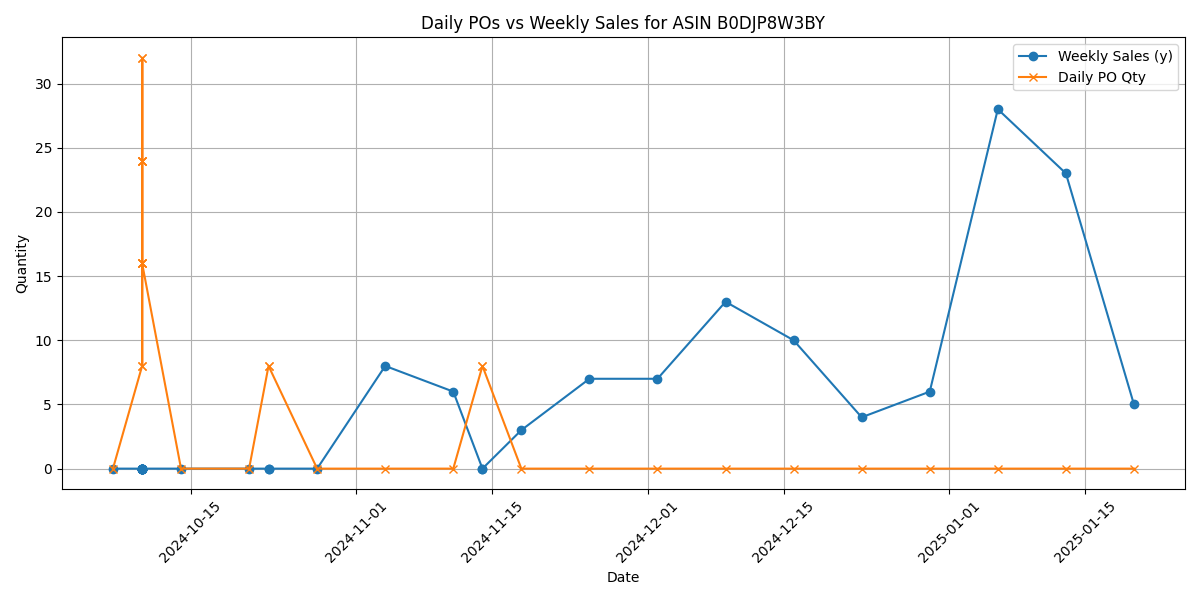 Daily POs vs Weekly Sales for ASIN B0DJP8W3BY
Weekly Sales (y)
Daily PO Qty
Quantity
30
25
20
15
10
5
0
2024-10-15
2024-11-01
2024-11-15
2024-12-01
2024-12-15
2025-01-01
2025-01-15
Date